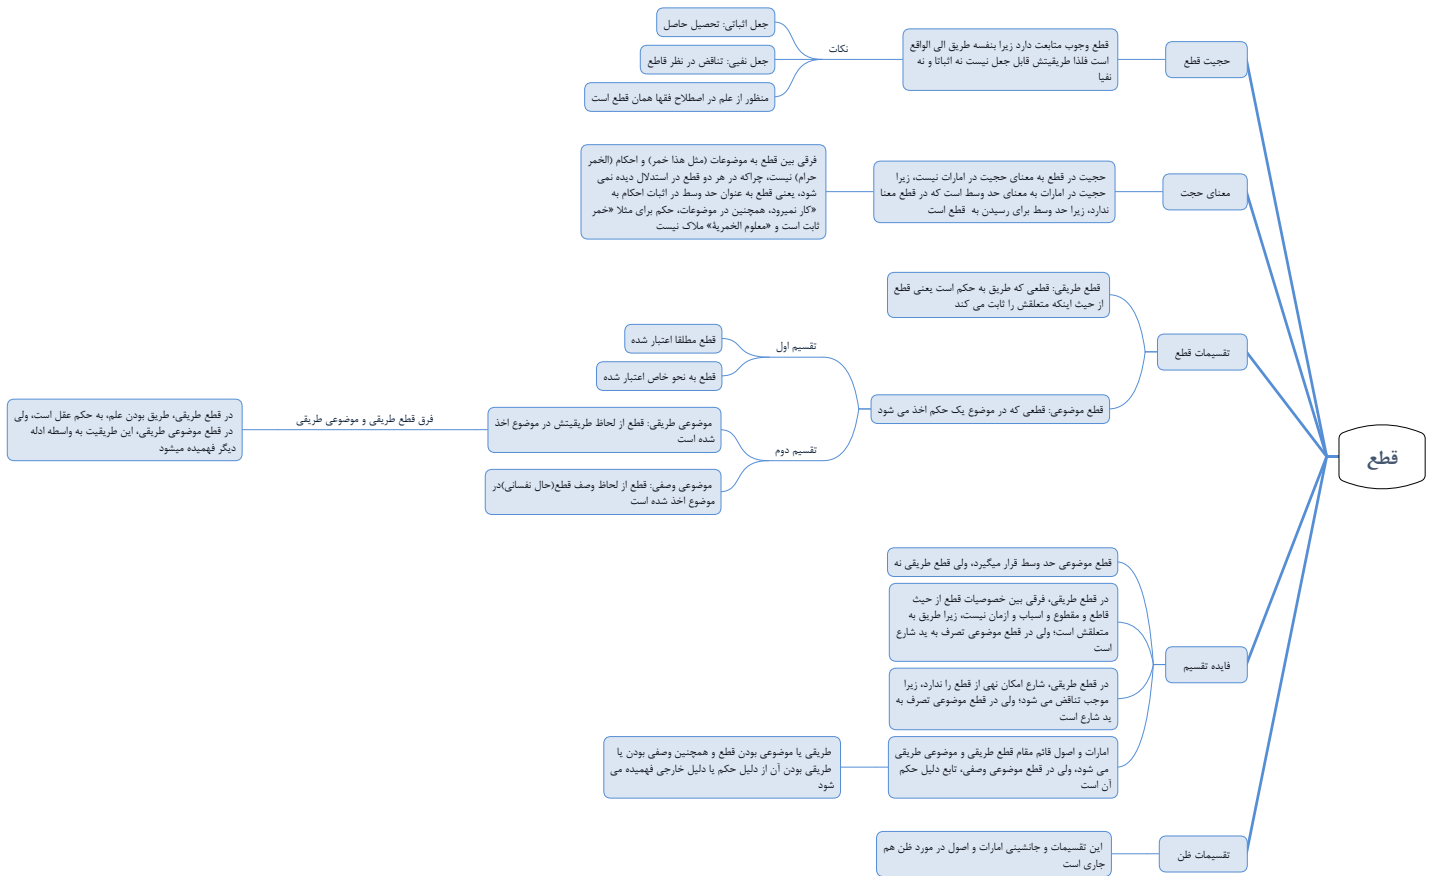 قطع
حجیت قطع
قطع وجوب متابعت دارد زیرا بنفسه طریق الی الواقع
است فلذا طریقیتش قابل جعل نیست نه اثباتا و نه
نفیا
نکات
جعل اثباتی: تحصیل حاصل
جعل نفیی: تناقض در نظر قاطع
منظور از علم در اصطلاح فقها همان قطع است
معنای حجت
حجیت در قطع به معنای حجیت در امارات نیست، زیرا
حجیت در امارات به معنای حد وسط است که در قطع معنا
ندارد، زیرا حد وسط برای رسیدن به قطع است
فرقی بین قطع به موضوعات (مثل هذا خمر) و احکام (الخمر
حرام) نیست، چراکه در هر دو قطع در استدلال دیده نمی
شود، یعنی قطع به عنوان حد وسط در اثبات احکام به
کار نمیرود، همچنین در موضوعات، حکم برای مثلا «خمر»
ثابت است و «معلوم الخمریة» ملاک نیست
تقسیمات قطع
قطع طریقی: قطعی که طریق به حکم است یعنی قطع
از حیث اینکه متعلقش را ثابت می کند
قطع موضوعی: قطعی که در موضوع یک حکم اخذ می شود
تقسیم اول
قطع مطلقا اعتبار شده
قطع به نحو خاص اعتبار شده
تقسیم دوم
موضوعی طریقی: قطع از لحاظ طریقیتش در موضوع اخذ
شده است
فرق قطع طریقی و موضوعی طریقی
در قطع طریقی، طریق بودن علم، به حکم عقل است، ولی
در قطع موضوعی طریقی، این طریقیت به واسطه ادله
دیگر فهمیده میشود
موضوعی وصفی: قطع از لحاظ وصف قطع(حال نفسانی)در
موضوع اخذ شده است
فایده تقسیم
قطع موضوعی حد وسط قرار میگیرد، ولی قطع طریقی نه
در قطع طریقی، فرقی بین خصوصیات قطع از حیث
قاطع و مقطوع و اسباب و ازمان نیست، زیرا طریق به
متعلقش است؛ ولی در قطع موضوعی تصرف به ید شارع
است
در قطع طریقی، شارع امکان نهی از قطع را ندارد، زیرا
موجب تناقض می شود؛ ولی در قطع موضوعی تصرف به
ید شارع است
امارات و اصول قائم مقام قطع طریقی و موضوعی طریقی
می شود، ولی در قطع موضوعی وصفی، تابع دلیل حکم
آن است
طریقی یا موضوعی بودن قطع و همچنین وصفی بودن یا
طریقی بودن آن از دلیل حکم یا دلیل خارجی فهمیده می
شود
تقسیمات ظن
این تقسیمات و جانشینی امارات و اصول در مورد ظن هم
جاری است